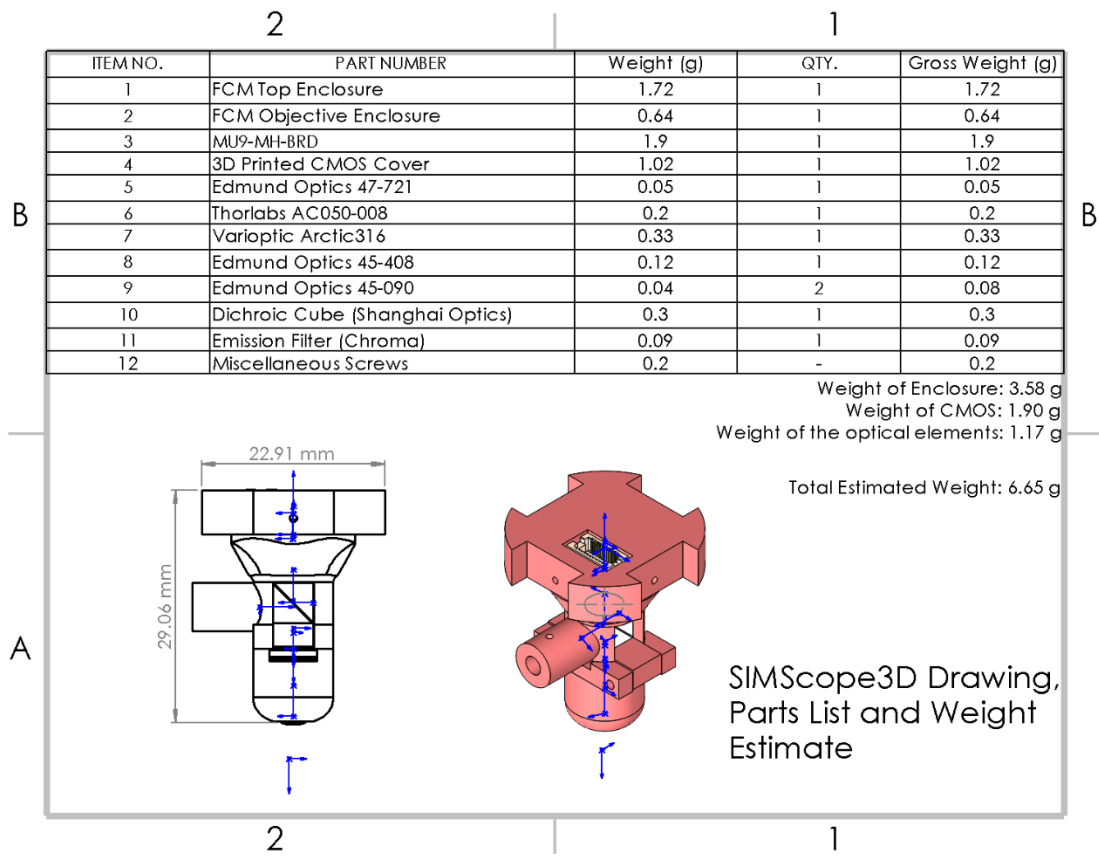 2 1
ITEM NO. PART NUMBER Weight (g) QTY. Gross Weight (g)
1 FCM Top Enclosure 1.72 1 1.72
2 FCM Objective Enclosure 0.64 1 0.64
3 MU9-MH-BRD 1.9 1 1.9
4 3D Printed CMOS Cover 1.02 1 1.02
5 Edmund Optics 47-721 0.05 1 0.05
6 Thorlabs AC050-008 0.2 1 0.2
7 Varioptic Arctic316 0.33 1 0.33
8 Edmund Optics 45-408 0.12 1 0.12
9 Edmund Optics 45-090 0.04 2 0.08
10 Dichroic Cube (Shanghai Optics) 0.3 1 0.3
11 Emission Filter (Chroma) 0.09 1 0.09
12 Miscellaneous Screws 0.2 - 0.2
B B
Weight of Enclosure: 3.58 g
Weight of CMOS: 1.90 g
Weight of the optical elements: 1.17 g
Total Estimated Weight: 6.65 g
22.91 mm
29.06 mm
A
SIMScope3D Drawing,
Parts List and Weight
Estimate
2 1